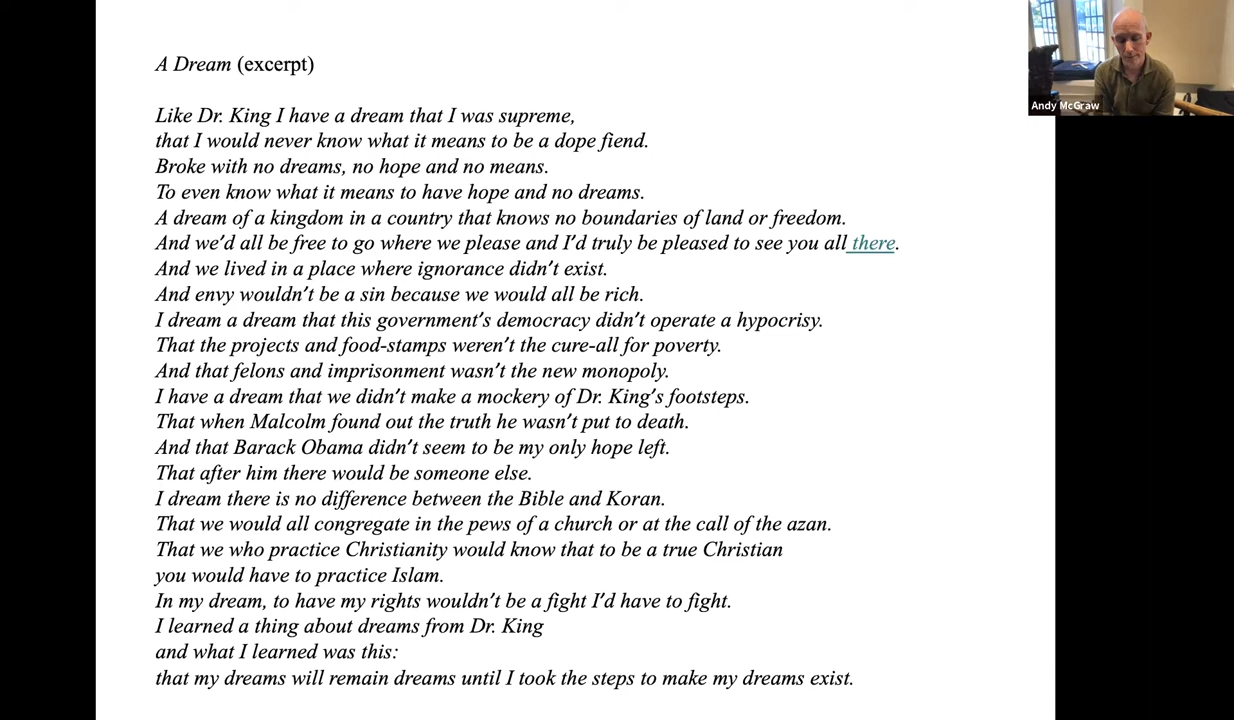 A Dream (excerpt)
Like Dr. King I have a dream that I was supreme,
that I would never know what it means to be a dope fiend.
Broke with no dreams, no hope and no means.
To even know what it means to have hope and no dreams.
A dream of a kingdom in a country that knows no boundaries of land or freedom.
And we’d all be free to go where we please and I’d truly be pleased to see you all there.
And we lived in a place where ignorance didn’t exist.
And envy wouldn’t be a sin because we would all be rich.
I dream a dream that this government’s democracy didn’t operate a hypocrisy.
That the projects and food-stamps weren’t the cure-all for poverty.
And that felons and imprisonment wasn’t the new monopoly.
I have a dream that we didn’t make a mockery of Dr. King’s footsteps.
That when Malcolm found out the truth he wasn’t put to death.
And that Barack Obama didn’t seem to be my only hope left.
That after him there would be someone else.
I dream there is no difference between the Bible and Koran.
That we would all congregate in the pews of a church or at the call of the azan.
That we who practice Christianity would know that to be a true Christian
you would have to practice Islam.
In my dream, to have my rights wouldn’t be a fight I’d have to fight.
I learned a thing about dreams from Dr. King
and what I learned was this:
that my dreams will remain dreams until I took the steps to make my dreams exist.
Andy McGraw